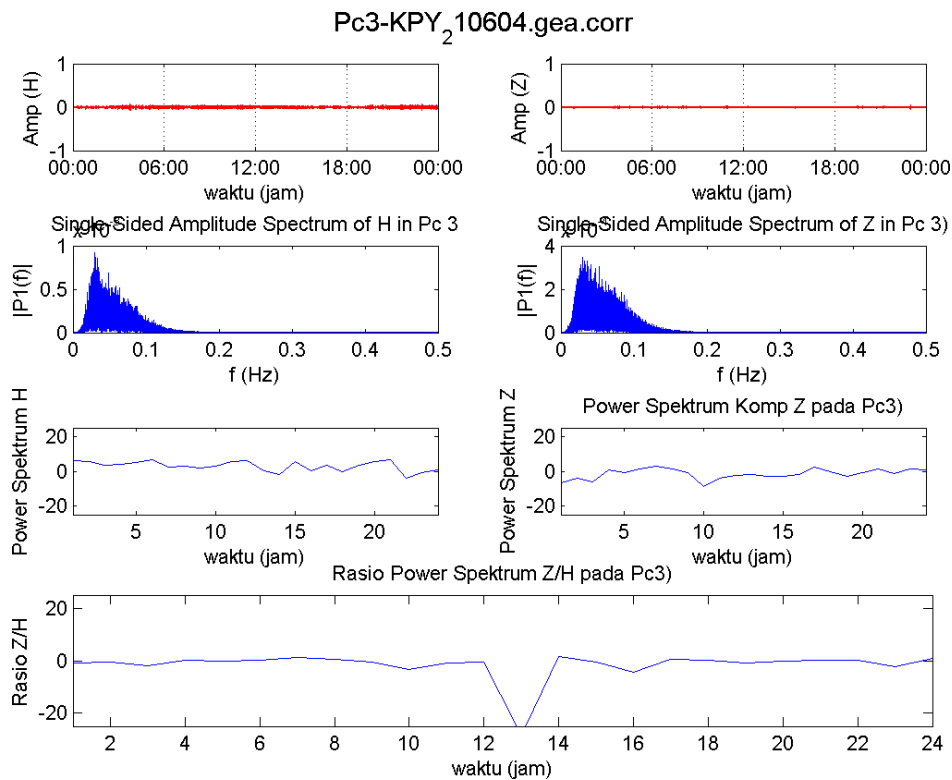 Pc3-KPY_210604.gea.corr
Amp (H)
1
0
-1
00:00 06:00 12:00 18:00 00:00
waktu (jam)
Amp (Z)
1
0
-1
00:00 06:00 12:00 18:00 00:00
waktu (jam)
Single-Sided Amplitude Spectrum of H in Pc 3
|P1(f)|
1
0.5
0
0 0.1 0.2 0.3 0.4 0.5
f (Hz)
Single-Sided Amplitude Spectrum of Z in Pc 3)
|P1(f)|
4
2
0
0 0.1 0.2 0.3 0.4 0.5
f (Hz)
Power Spektrum H
20
0
-20
5 10 15 20
waktu (jam)
Power Spektrum Komp Z pada Pc3)
Power Spektrum Z
20
0
-20
5 10 15 20
waktu (jam)
Rasio Power Spektrum Z/H pada Pc3)
Rasio Z/H
20
0
-20
2 4 6 8 10 12 14 16 18 20 22 24
waktu (jam)